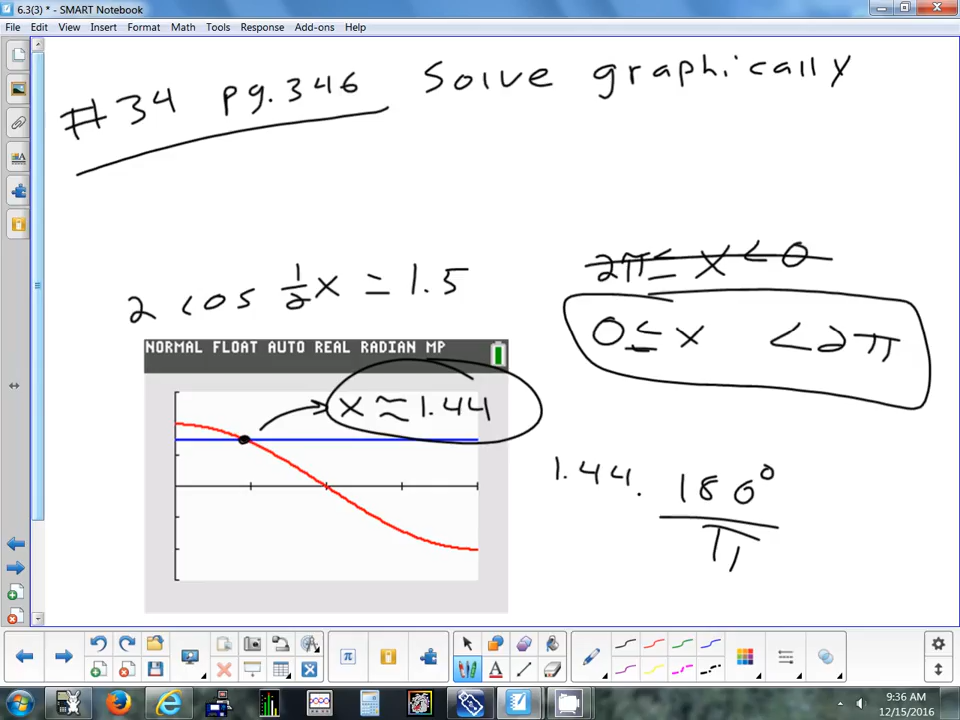 6.3(3) * - SMART Notebook
File Edit View Insert Format Math Tools Response Add-ons Help
#34 pg.346 Solve graphically
2π ≤ x < 0
0 ≤ x < 2π
2 cos 1/2 x = 1.5
NORMAL FLOAT AUTO REAL RADIAN MP
x ≈ 1.44
1.44 · 180°/π
9:36 AM
12/15/2016